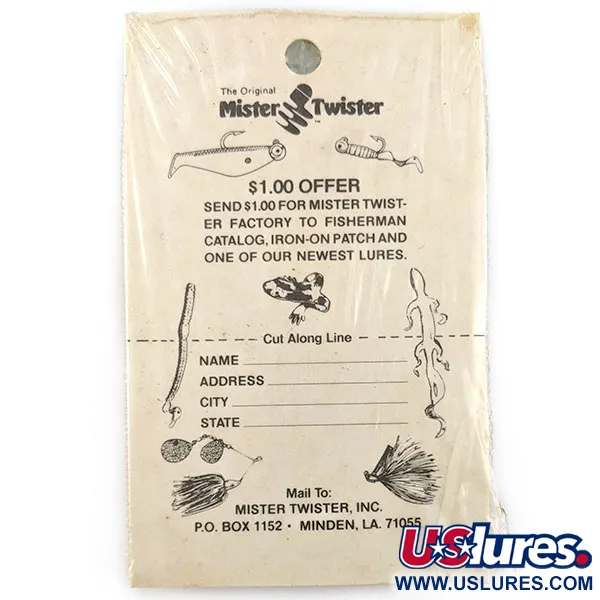 The Original
Mister Twister
TM
$1.00 OFFER
SEND $1.00 FOR MISTER TWIST-
ER FACTORY TO FISHERMAN
CATALOG, IRON-ON PATCH AND
ONE OF OUR NEWEST LURES.
Cut Along Line
NAME
ADDRESS
CITY
STATE
Mail To:
MISTER TWISTER, INC.
P.O. BOX 1152 • MINDEN, LA. 71055
USlures.
WWW.USLURES.COM